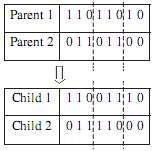 Parent 1 1 1 0 1 1 0 1 0
Parent 2 0 1 1 0 1 1 0 0
Child 1 1 1 0 0 1 1 1 0
Child 2 0 1 1 1 1 0 0 0